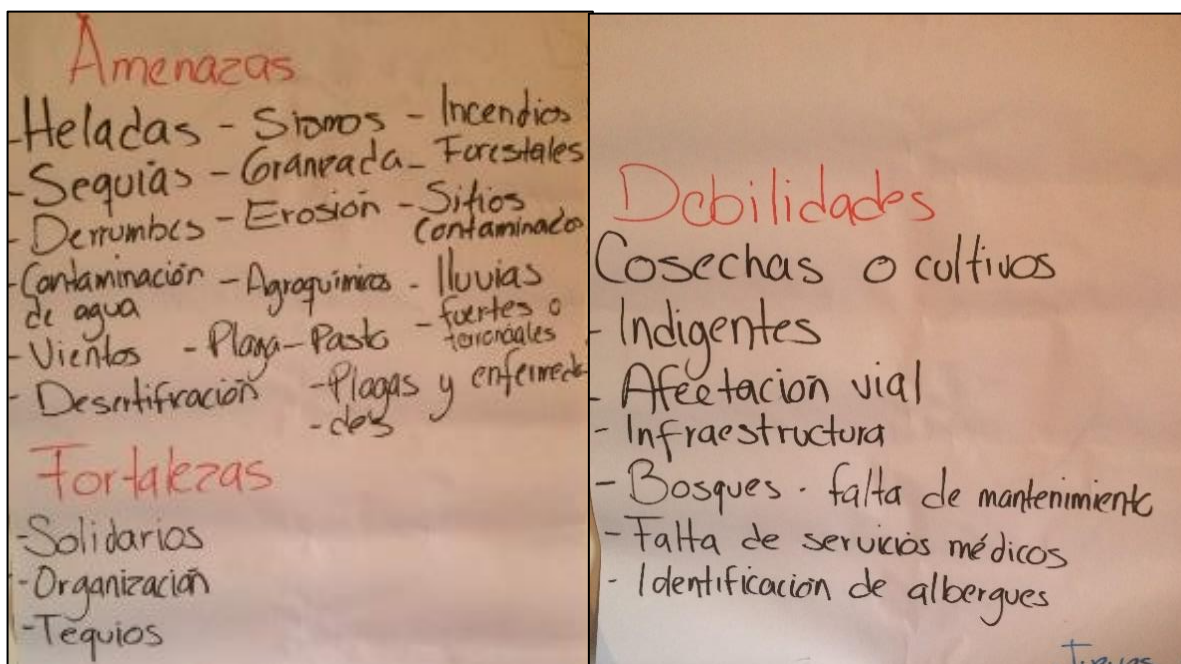 Amenazas
-Heladas - Sismos - Incendios
-Sequias - Granizada - Forestales
-Derrumbes - Erosión - Sitios
Contaminados
-Contaminación - Agroquímicos - lluvias
de agua - fuertes o
torrenciales
-Vientos - Plaga-Pasto
- Desertificación - Plagas y enfermeda
- des
Fortalezas
-Solidarios
-Organización
-Tequios
Debilidades
Cosechas o cultivos
- Indigentes
- Afectacion vial
- Infraestructura
- Bosques. falta de mantenimiento
- Falta de servicios médicos
- Identificacion de albergues